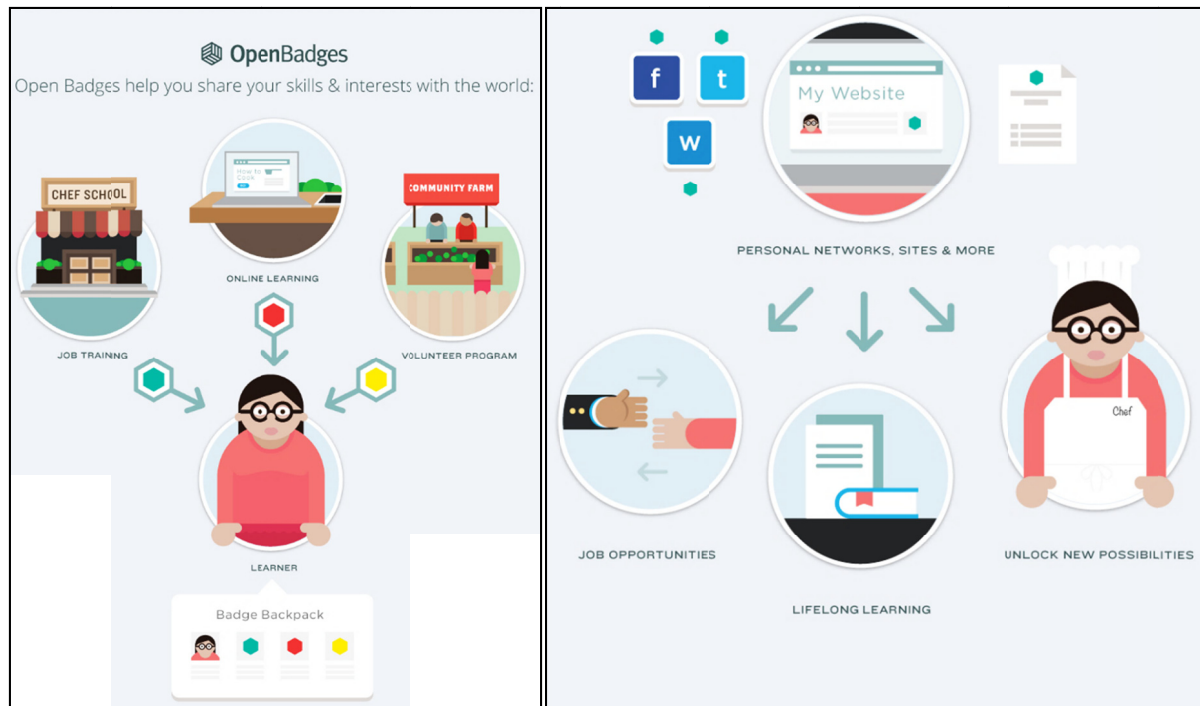 OpenBadges
Open Badges help you share your skills & interests with the world:
CHEF SCHOOL
How to
Cook
COMMUNITY FARM
ONLINE LEARNING
JOB TRAINNG
VOLUNTEER PROGRAM
LEARNER
Badge Backpack
f
t
w
My Website
PERSONAL NETWORKS, SITES & MORE
Chef
JOB OPPORTUNITIES
UNLOCK NEW POSSIBILITIES
LIFELONG LEARNING